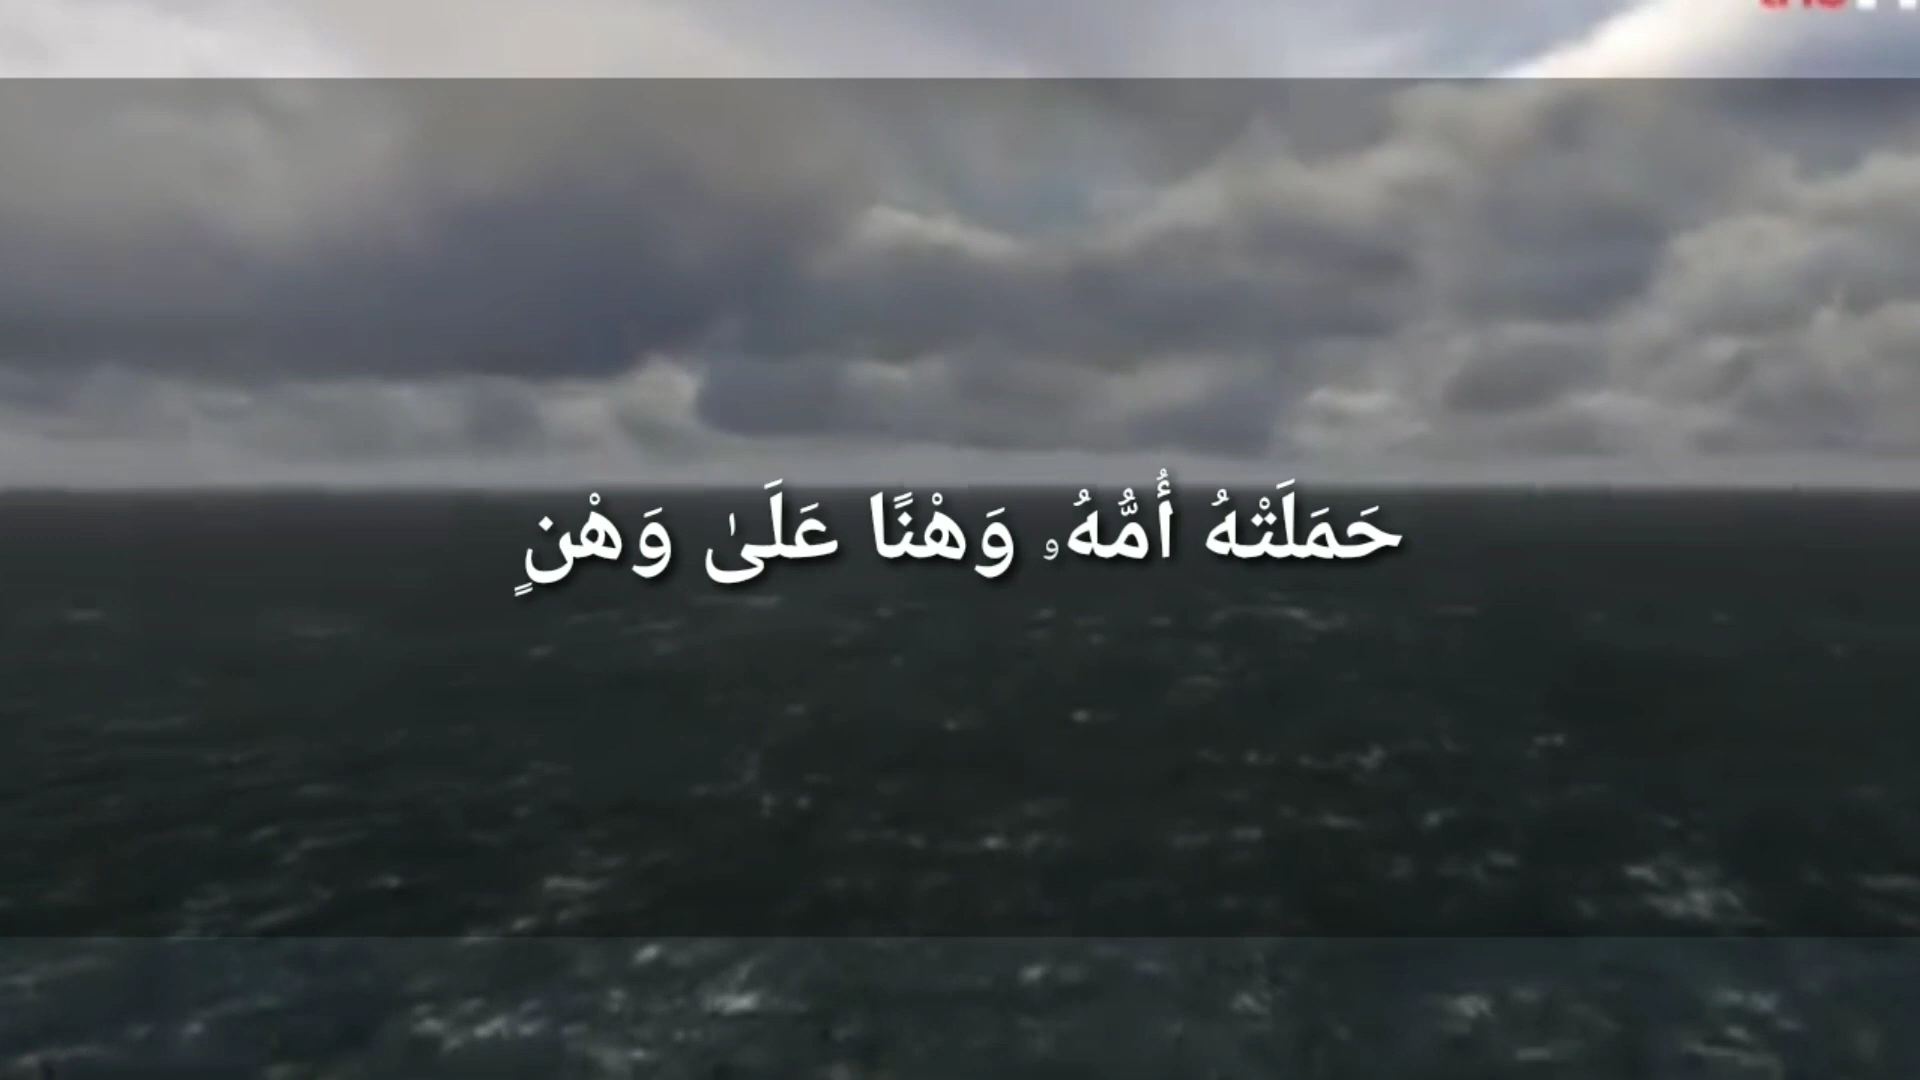 حَمَلَتْهُ أُمُّهُۥ وَهْنًا عَلَىٰ وَهْنٍ